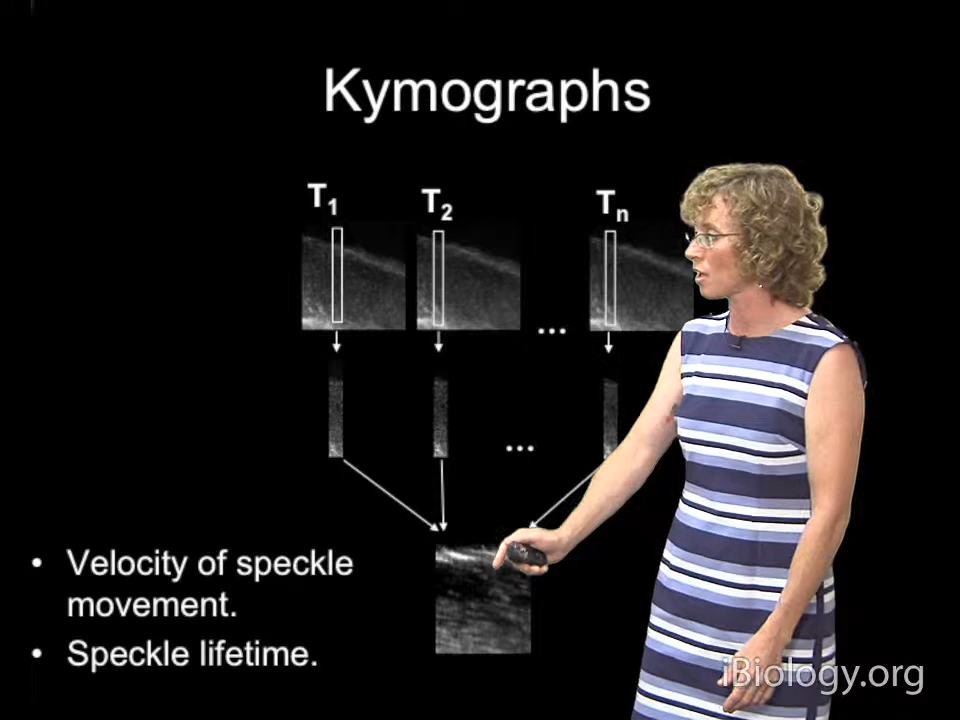 Kymographs
T1 T2 Tn
...
...
• Velocity of speckle
movement.
• Speckle lifetime.
iBiology.org